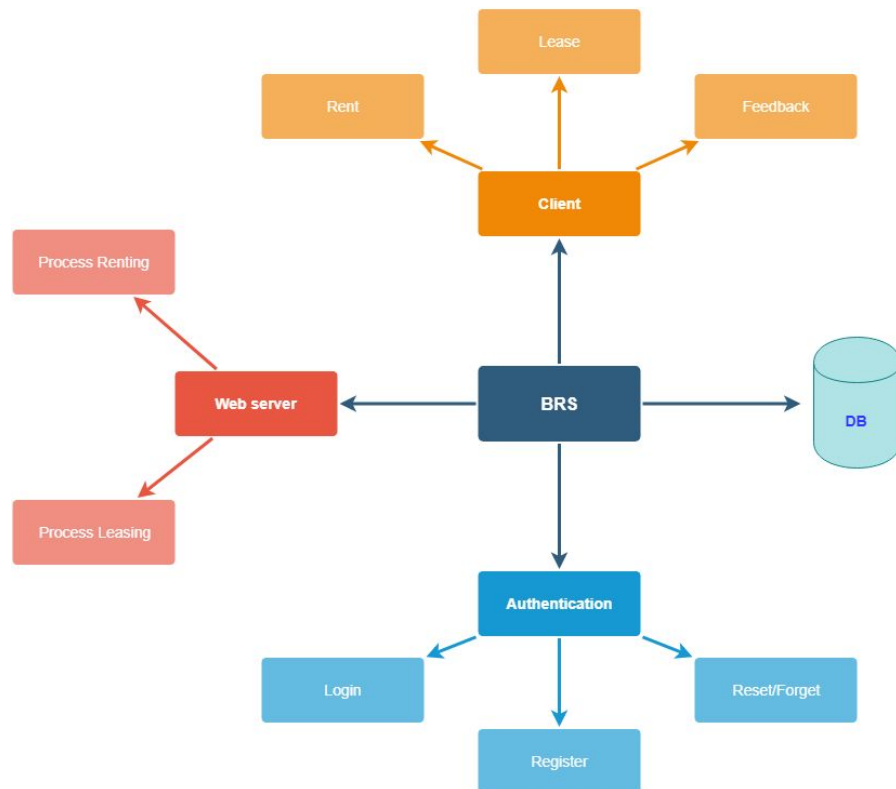 Lease
Rent
Feedback
Client
Process Renting
Web server
BRS
DB
Process Leasing
Authentication
Login
Reset/Forget
Register